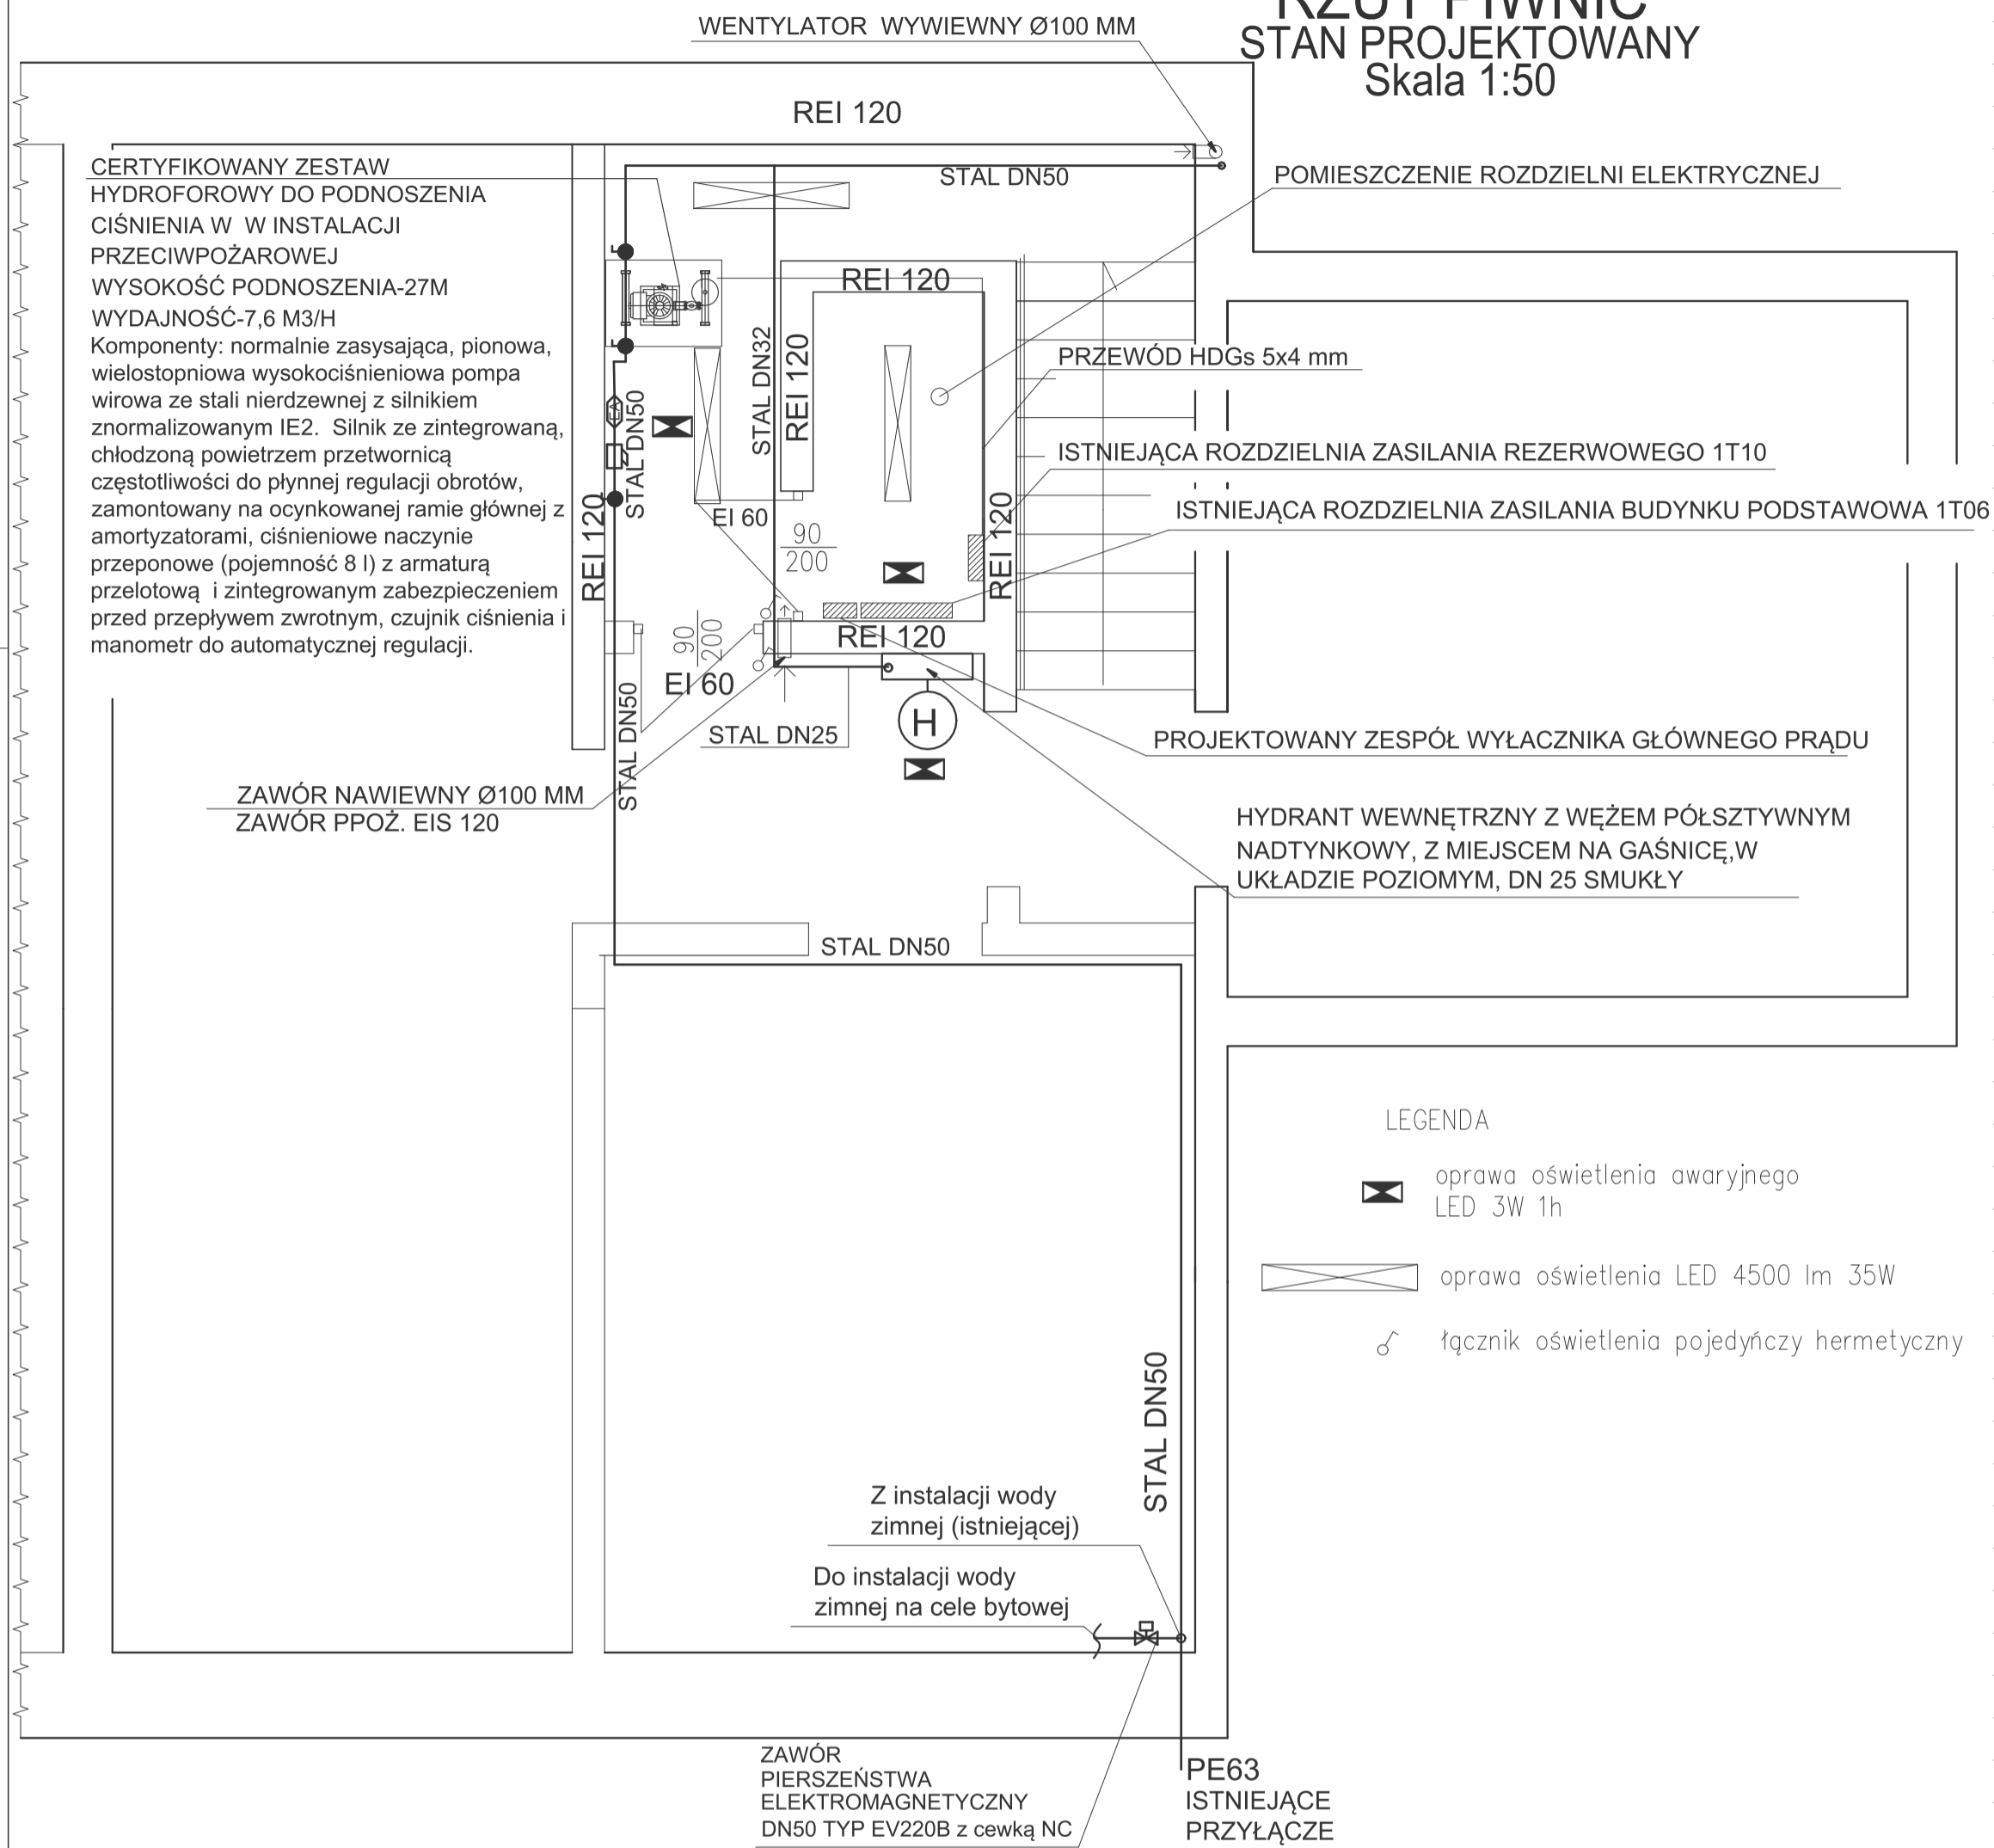 RZUT PIWNIC
STAN PROJEKTOWANY
Skala 1:50
WENTYLATOR WYWIEWNY Ø100 MM
REI 120
CERTYFIKOWANY ZESTAW
HYDROFOROWY DO PODNOSZENIA
CIŚNIENIA W W INSTALACJI
PRZECIWPOŻAROWEJ
WYSOKOŚĆ PODNOSZENIA-27M
WYDAJNOŚĆ-7,6 M3/H
Komponenty: normalnie zasysająca, pionowa,
wielostopniowa wysokociśnieniowa pompa
wirowa ze stali nierdzewnej z silnikiem
znormalizowanym IE2. Silnik ze zintegrowaną,
chłodzoną powietrzem przetwornicą
częstotliwości do płynnej regulacji obrotów,
zamontowany na ocynkowanej ramie głównej z
amortyzatorami, ciśnieniowe naczynie
przeponowe (pojemność 8 l) z armaturą
przelotową i zintegrowanym zabezpieczeniem
przed przepływem zwrotnym, czujnik ciśnienia i
manometr do automatycznej regulacji.
STAL DN50
POMIESZCZENIE ROZDZIELNI ELEKTRYCZNEJ
REI 120
STAL DN32
REI 120
PRZEWÓD HDGs 5x4 mm
EA
STAL DN50
ISTNIEJĄCA ROZDZIELNIA ZASILANIA REZERWOWEGO 1T10
ISTNIEJĄCA ROZDZIELNIA ZASILANIA BUDYNKU PODSTAWOWA 1T06
REI 120
EI 60
90
200
REI 120
90
200
REI 120
EI 60
STAL DN50
STAL DN25
H
PROJEKTOWANY ZESPÓŁ WYŁACZNIKA GŁÓWNEGO PRĄDU
ZAWÓR NAWIEWNY Ø100 MM
ZAWÓR PPOŻ. EIS 120
HYDRANT WEWNĘTRZNY Z WĘŻEM PÓŁSZTYWNYM
NADTYNKOWY, Z MIEJSCEM NA GAŚNICĘ,W
UKŁADZIE POZIOMYM, DN 25 SMUKŁY
STAL DN50
LEGENDA
oprawa oświetlenia awaryjnego
LED 3W 1h
oprawa oświetlenia LED 4500 lm 35W
łącznik oświetlenia pojedyńczy hermetyczny
STAL DN50
Z instalacji wody
zimnej (istniejącej)
Do instalacji wody
zimnej na cele bytowej
ZAWÓR
PIERSZEŃSTWA
ELEKTROMAGNETYCZNY
DN50 TYP EV220B z cewką NC
PE63
ISTNIEJĄCE
PRZYŁĄCZE